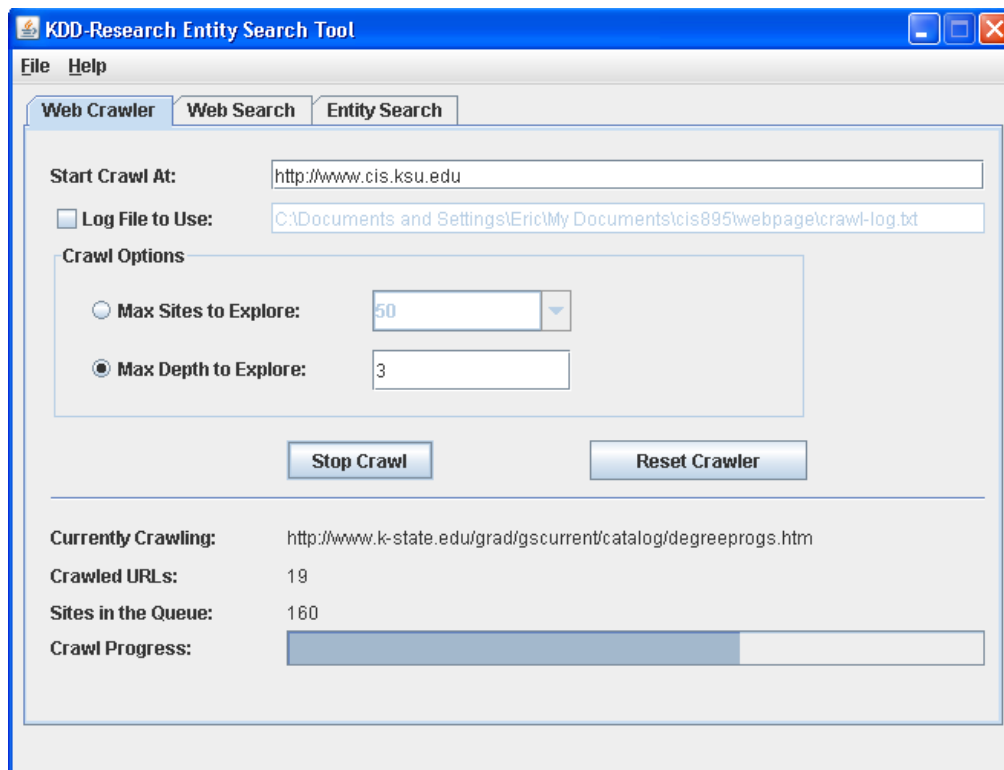 KDD-Research Entity Search Tool
File Help
Web Crawler Web Search Entity Search
Start Crawl At: http://www.cis.ksu.edu
Log File to Use: C:\Documents and Settings\Eric\My Documents\cis895\webpage\crawl-log.txt
Crawl Options
Max Sites to Explore: 50
Max Depth to Explore: 3
Stop Crawl Reset Crawler
Currently Crawling: http://www.k-state.edu/grad/gscurrent/catalog/degreeprogs.htm
Crawled URLs: 19
Sites in the Queue: 160
Crawl Progress: